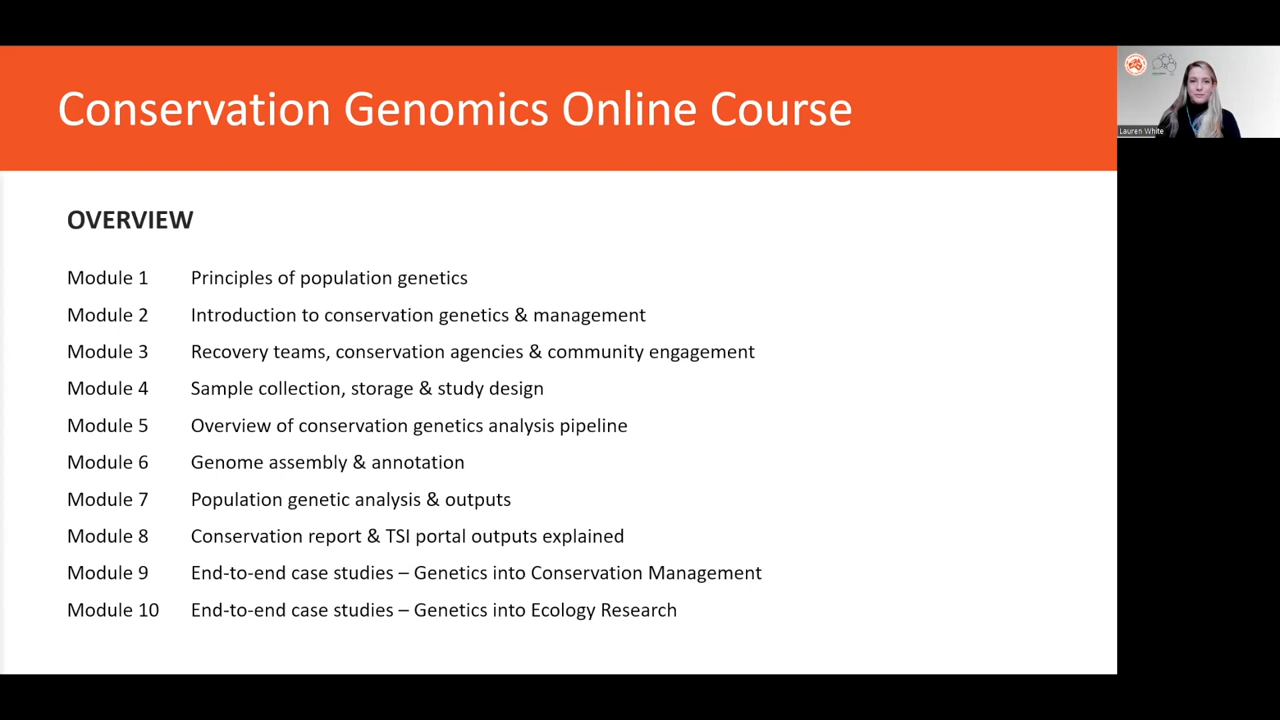 Conservation Genomics Online Course
Lauren White
OVERVIEW
Module 1 Principles of population genetics
Module 2 Introduction to conservation genetics & management
Module 3 Recovery teams, conservation agencies & community engagement
Module 4 Sample collection, storage & study design
Module 5 Overview of conservation genetics analysis pipeline
Module 6 Genome assembly & annotation
Module 7 Population genetic analysis & outputs
Module 8 Conservation report & TSI portal outputs explained
Module 9 End-to-end case studies – Genetics into Conservation Management
Module 10 End-to-end case studies – Genetics into Ecology Research